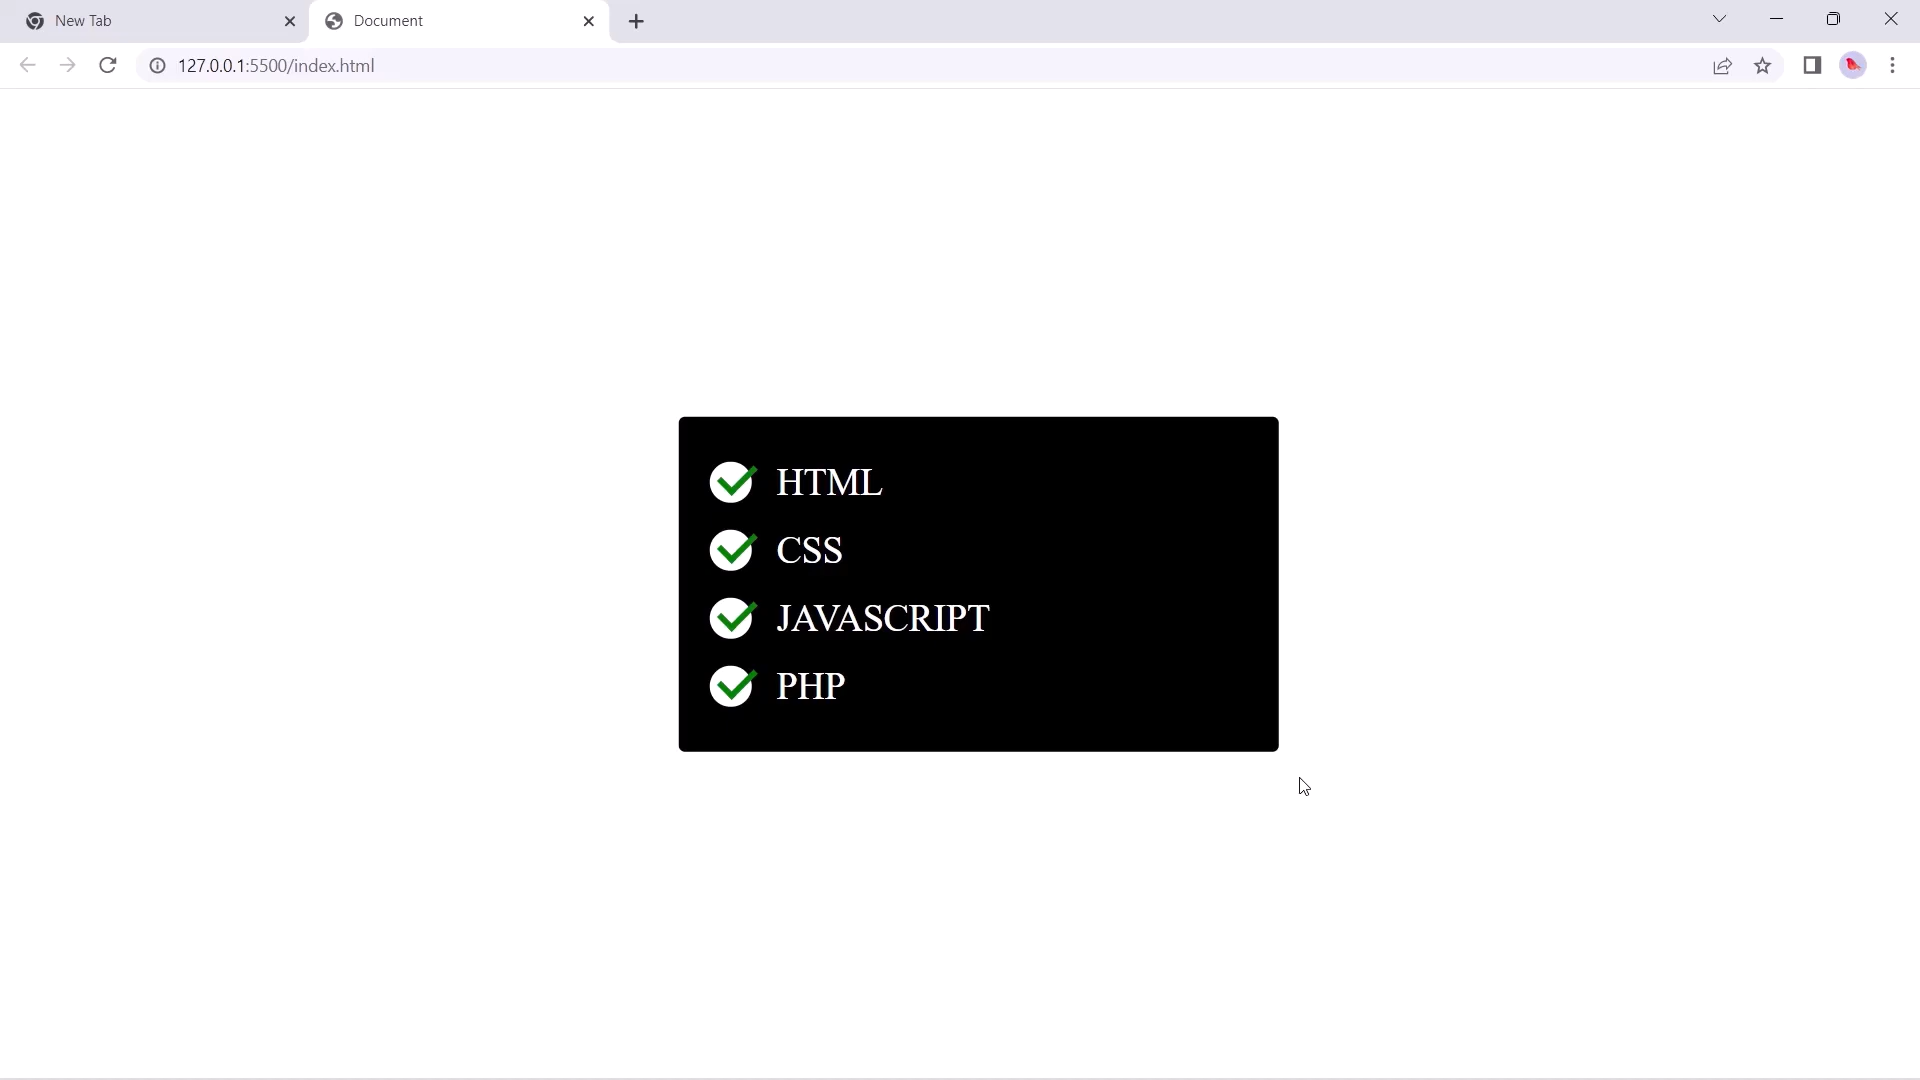 New Tab
Document
127.0.0.1:5500/index.html
HTML
CSS
JAVASCRIPT
PHP